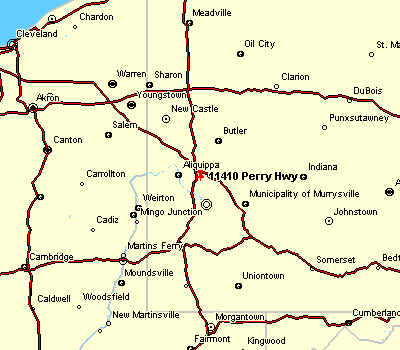 Meadville
Chardon
Cleveland
Oil City
St. M
Warren
Sharon
Clarion
DuBois
Youngstown
Akron
New Castle
Punxsutawney
Salem
Butler
Canton
Aliquippa
Indiana
11410 Perry Hwy
Carrollton
Weirton
Municipality of Murrysville
Mingo Junction
Johnstown
Cadiz
Martins Ferry
Cambridge
Somerset
Bedf
Moundsville
Uniontown
Woodsfield
Caldwell
New Martinsville
Morgantown
Cumberland
Fairmont
Kingwood